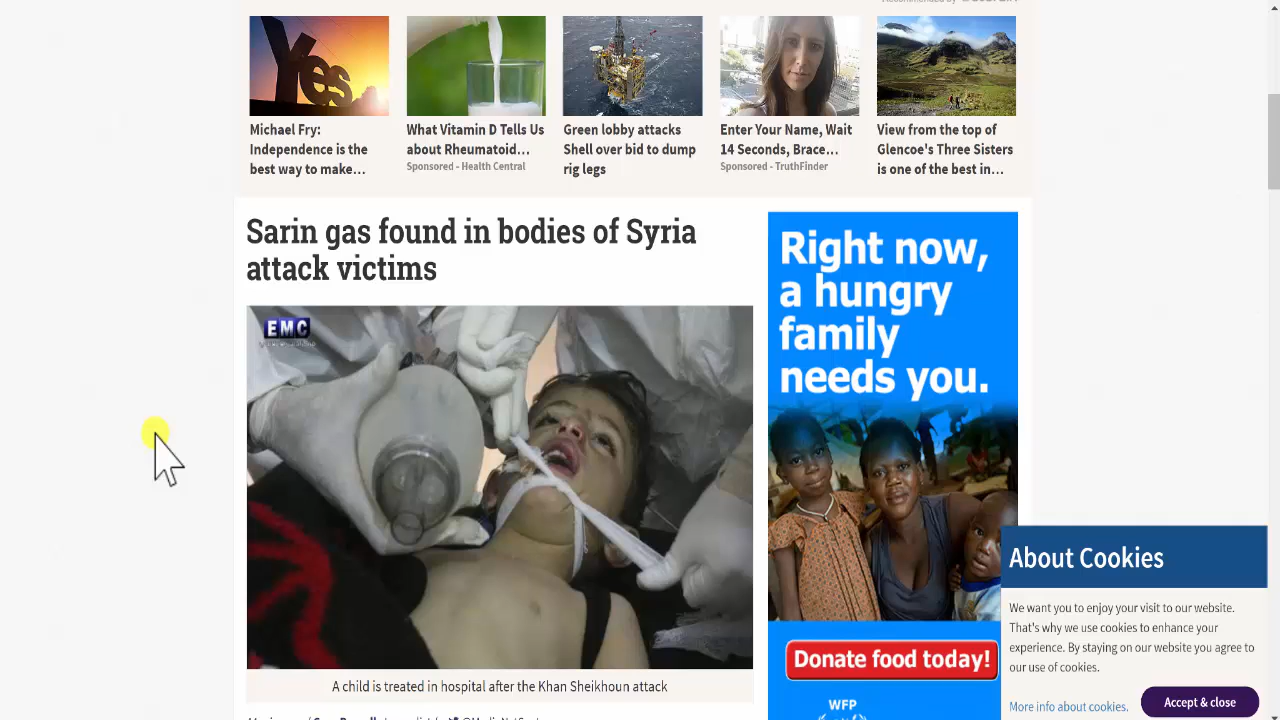 Yes
Michael Fry:
Independence is the
best way to make…
What Vitamin D Tells Us
about Rheumatoid…
Sponsored - Health Central
Green lobby attacks
Shell over bid to dump
rig legs
Enter Your Name, Wait
14 Seconds, Brace…
Sponsored - TruthFinder
View from the top of
Glencoe's Three Sisters
is one of the best in…
Sarin gas found in bodies of Syria
attack victims
EMC
A child is treated in hospital after the Khan Sheikhoun attack
Right now,
a hungry
family
needs you.
Donate food today!
WFP
About Cookies
We want you to enjoy your visit to our website.
That's why we use cookies to enhance your
experience. By staying on our website you agree to
our use of cookies.
More info about cookies.
Accept & close